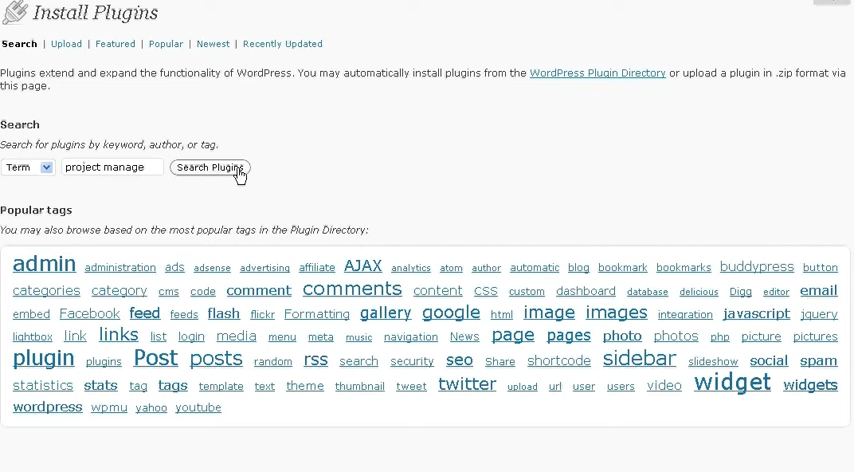 Install Plugins
Search | Upload | Featured | Popular | Newest | Recently Updated
Plugins extend and expand the functionality of WordPress. You may automatically install plugins from the WordPress Plugin Directory or upload a plugin in .zip format via
this page.
Search
Search for plugins by keyword, author, or tag.
Term project manage Search Plugins
Popular tags
You may also browse based on the most popular tags in the Plugin Directory:
admin administration ads adsense advertising affiliate AJAX analytics atom author automatic blog bookmark bookmarks buddypress button
categories category cms code comment comments content CSS custom dashboard database delicious Digg editor email
embed Facebook feed feeds flash flickr Formatting gallery google html image images integration javascript jquery
lightbox link links list login media menu meta music navigation News page pages photo photos php picture pictures
plugin plugins Post posts random rss search security seo Share shortcode sidebar slideshow social spam
statistics stats tag tags template text theme thumbnail tweet twitter upload url user users video widget widgets
wordpress wpmu yahoo youtube